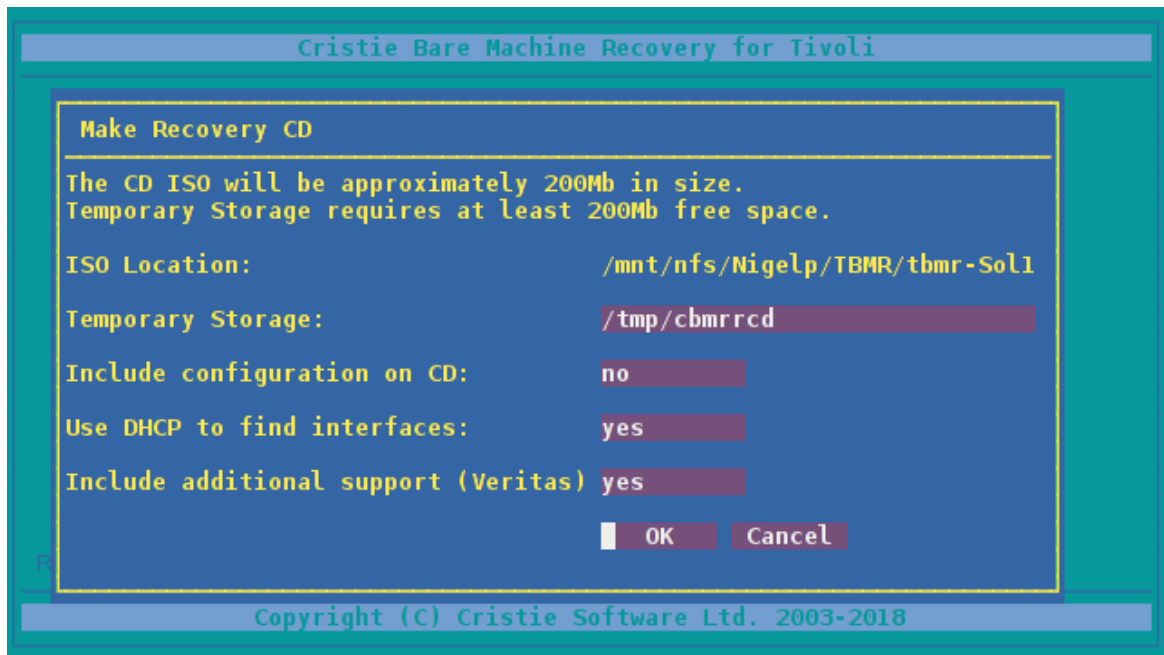 Cristie Bare Machine Recovery for Tivoli
Make Recovery CD
The CD ISO will be approximately 200Mb in size.
Temporary Storage requires at least 200Mb free space.
ISO Location: /mnt/nfs/Nigelp/TBMR/tbmr-Sol1
Temporary Storage: /tmp/cbmrrcd
Include configuration on CD: no
Use DHCP to find interfaces: yes
Include additional support (Veritas) yes
OK Cancel
R
Copyright (C) Cristie Software Ltd. 2003-2018